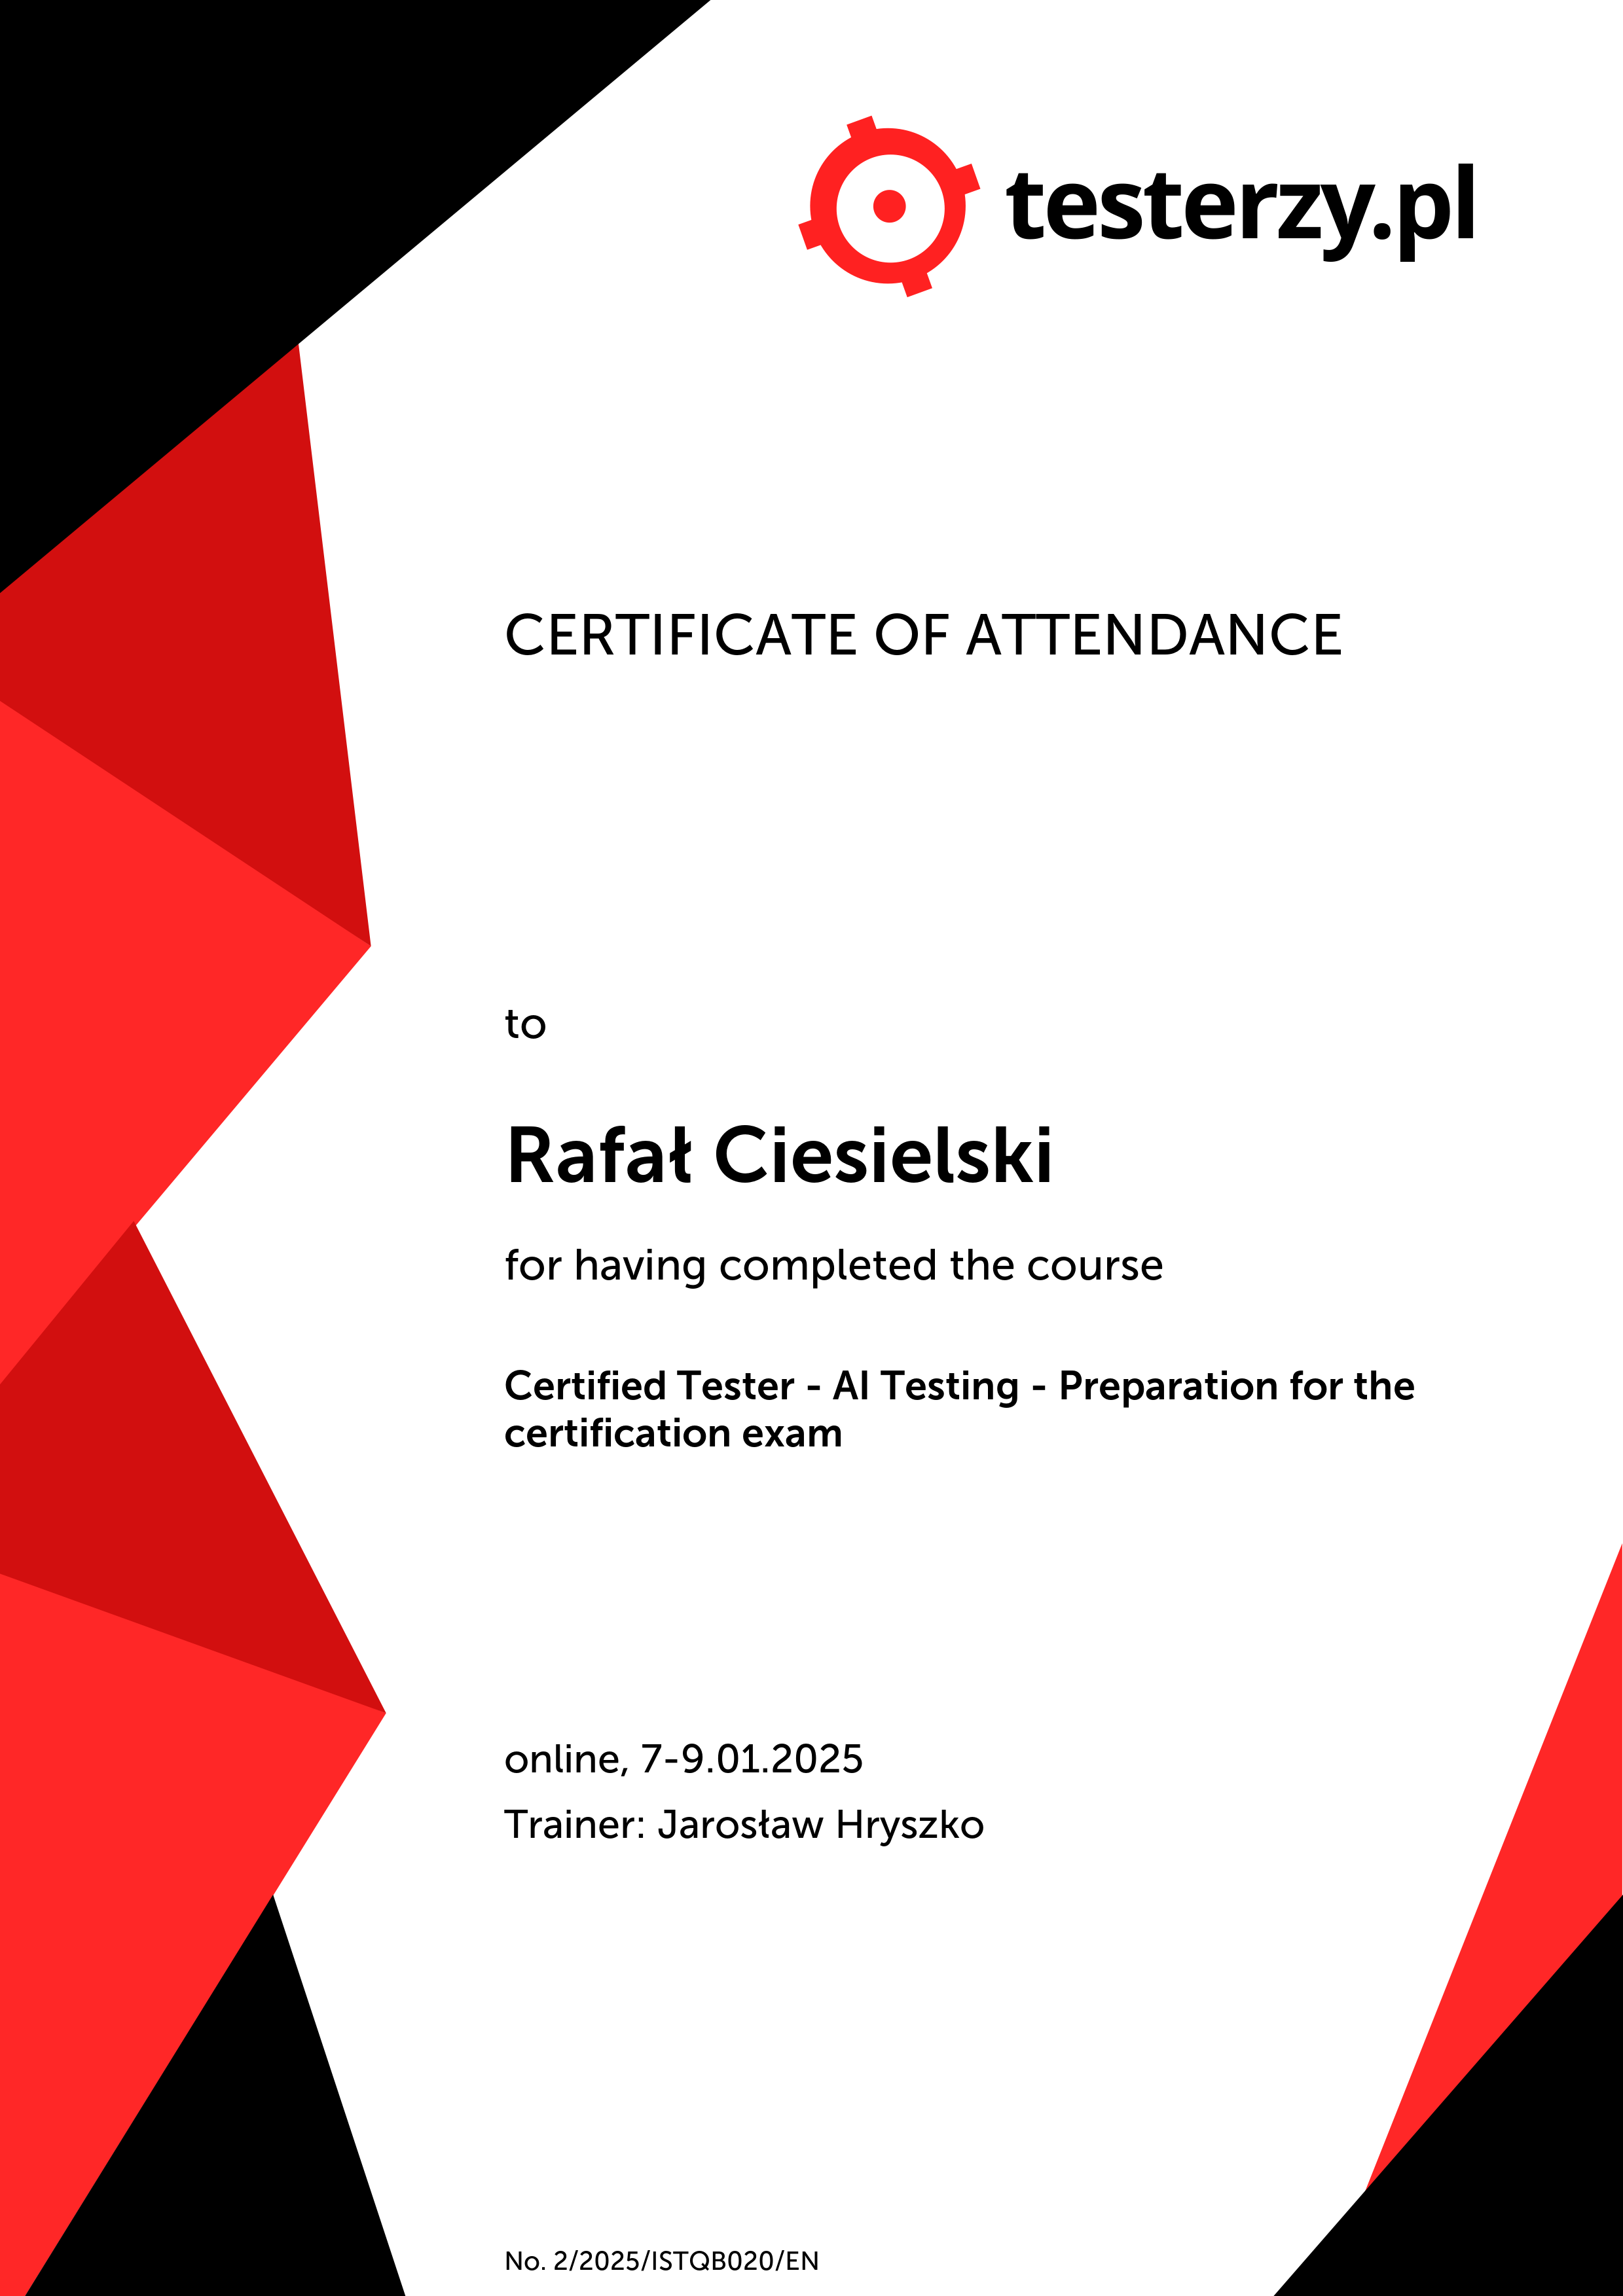 testerzy.pl
CERTIFICATE OF ATTENDANCE
to
Rafał Ciesielski
for having completed the course
Certified Tester - AI Testing - Preparation for the
certification exam
online, 7-9.01.2025
Trainer: Jarosław Hryszko
No. 2/2025/ISTQB020/EN